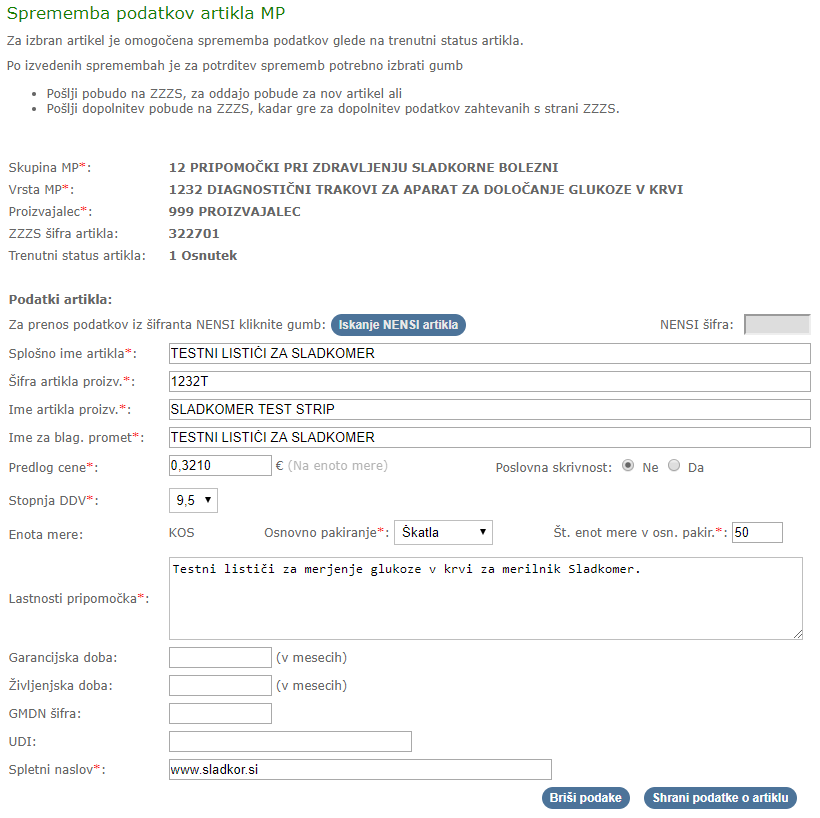 Sprememba podatkov artikla MP
Za izbran artikel je omogočena sprememba podatkov glede na trenutni status artikla.
Po izvedenih spremembah je za potrditev sprememb potrebno izbrati gumb
• Pošlji pobudo na ZZZS, za oddajo pobude za nov artikel ali
• Pošlji dopolnitev pobude na ZZZS, kadar gre za dopolnitev podatkov zahtevanih s strani ZZZS.
Skupina MP*: 12 PRIPOMOČKI PRI ZDRAVLJENJU SLADKORNE BOLEZNI
Vrsta MP*: 1232 DIAGNOSTIČNI TRAKOVI ZA APARAT ZA DOLOČANJE GLUKOZE V KRVI
Proizvajalec*: 999 PROIZVAJALEC
ZZZS šifra artikla: 322701
Trenutni status artikla: 1 Osnutek
Podatki artikla:
Za prenos podatkov iz šifranta NENSI kliknite gumb: Iskanje NENSI artikla NENSI šifra:
Splošno ime artikla*: TESTNI LISTIČI ZA SLADKOMER
Šifra artikla proizv.*: 1232T
Ime artikla proizv.*: SLADKOMER TEST STRIP
Ime za blag. promet*: TESTNI LISTIČI ZA SLADKOMER
Predlog cene*: 0,3210 € (Na enoto mere) Poslovna skrivnost: Ne Da
Stopnja DDV*: 9,5
Enota mere: KOS Osnovno pakiranje*: Škatla Št. enot mere v osn. pakir.*: 50
Lastnosti pripomočka*: Testni lističi za merjenje glukoze v krvi za merilnik Sladkomer.
Garancijska doba: (v mesecih)
Življenjska doba: (v mesecih)
GMDN šifra:
UDI:
Spletni naslov*: www.sladkor.si
Briši podake Shrani podatke o artiklu